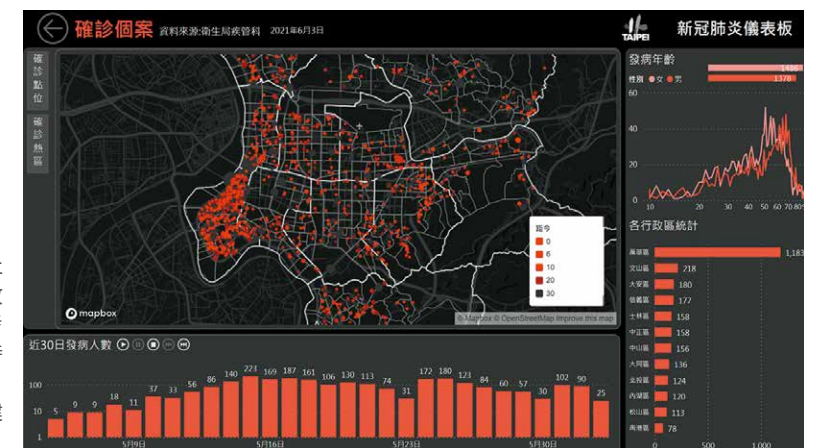 確診個案 資料來源:衛生局疾管科 2021年6月3日
TAIPEI 新冠肺炎儀表板
確診點位
確診熱區
距今
0
6
10
20
30
mapbox
© Mapbox © OpenStreetMap Improve this map
發病年齡
1486
性別 女 男 1378
60
40
20
0
10 20 30 40 50 60 70 80
各行政區統計
萬華區 1,183
文山區 218
大安區 180
信義區 177
士林區 158
中正區 158
中山區 156
大同區 136
北投區 124
內湖區 120
松山區 113
南港區 78
0 500 1,000
近30日發病人數
100
10
1
5 9 9 18 11 37 33 56 86 140 223 169 187 161 106 130 113 74 31 172 180 123 84 60 57 30 102 90 25
5月9日 5月16日 5月23日 5月30日